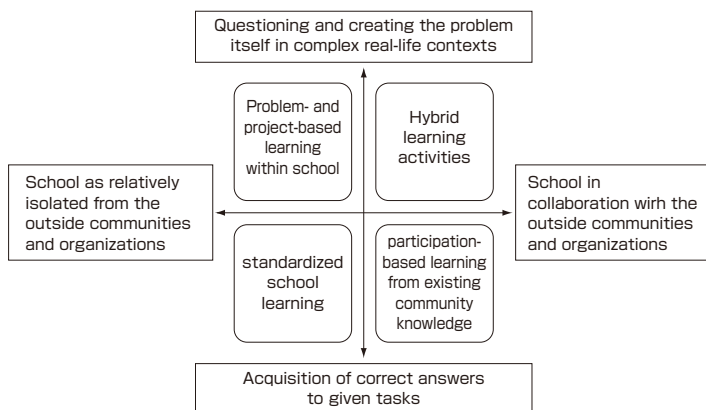 Questioning and creating the problem
itself in complex real-life contexts
Problem- and
project-based
learning
within school
Hybrid
learning
activities
School as relatively
isolated from the
outside communities
and organizations
School in
collaboration wirh the
outside communities
and organizations
standardized
school
learning
participation-
based learning
from existing
community
knowledge
Acquisition of correct answers
to given tasks